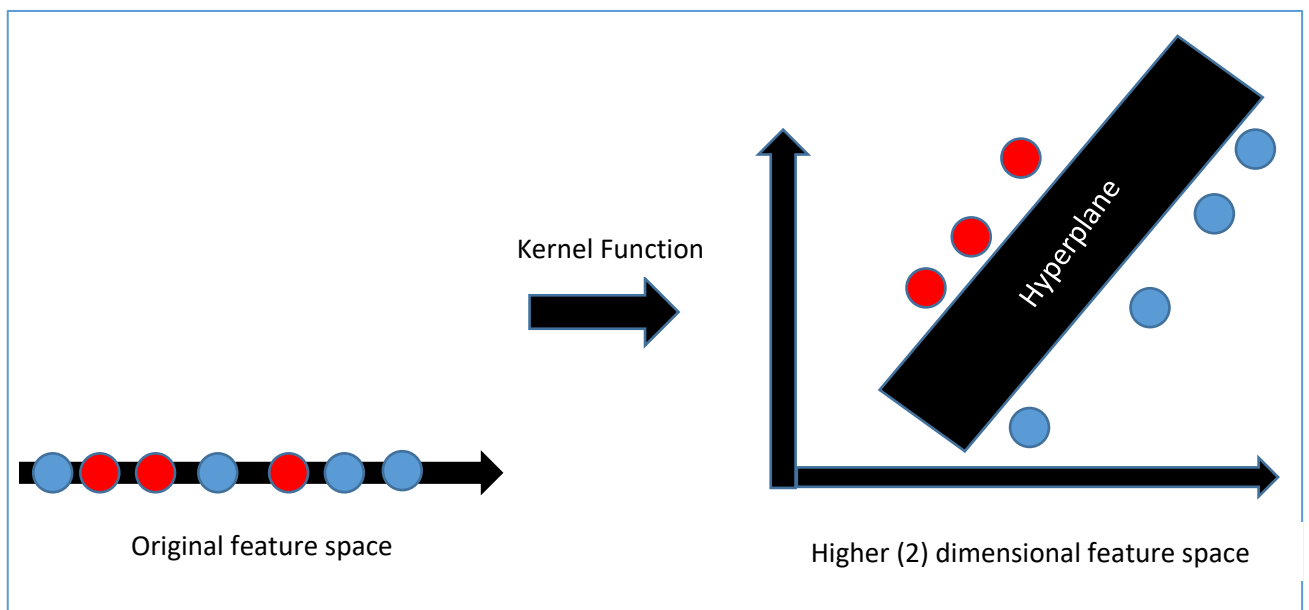 Kernel Function
Hyperplane
Original feature space
Higher (2) dimensional feature space